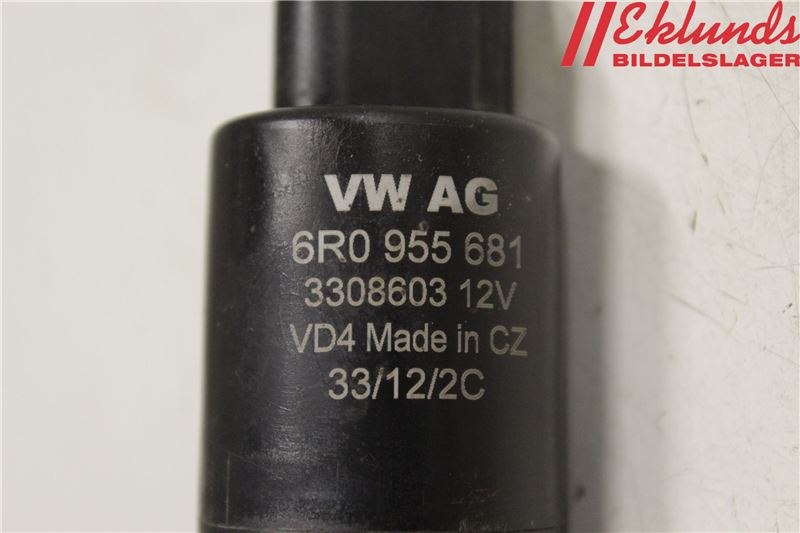 Eklunds
BILDELSLAGER
VW AG
6R0 955 681
3308603 12V
VD4 Made in CZ
33/12/2C